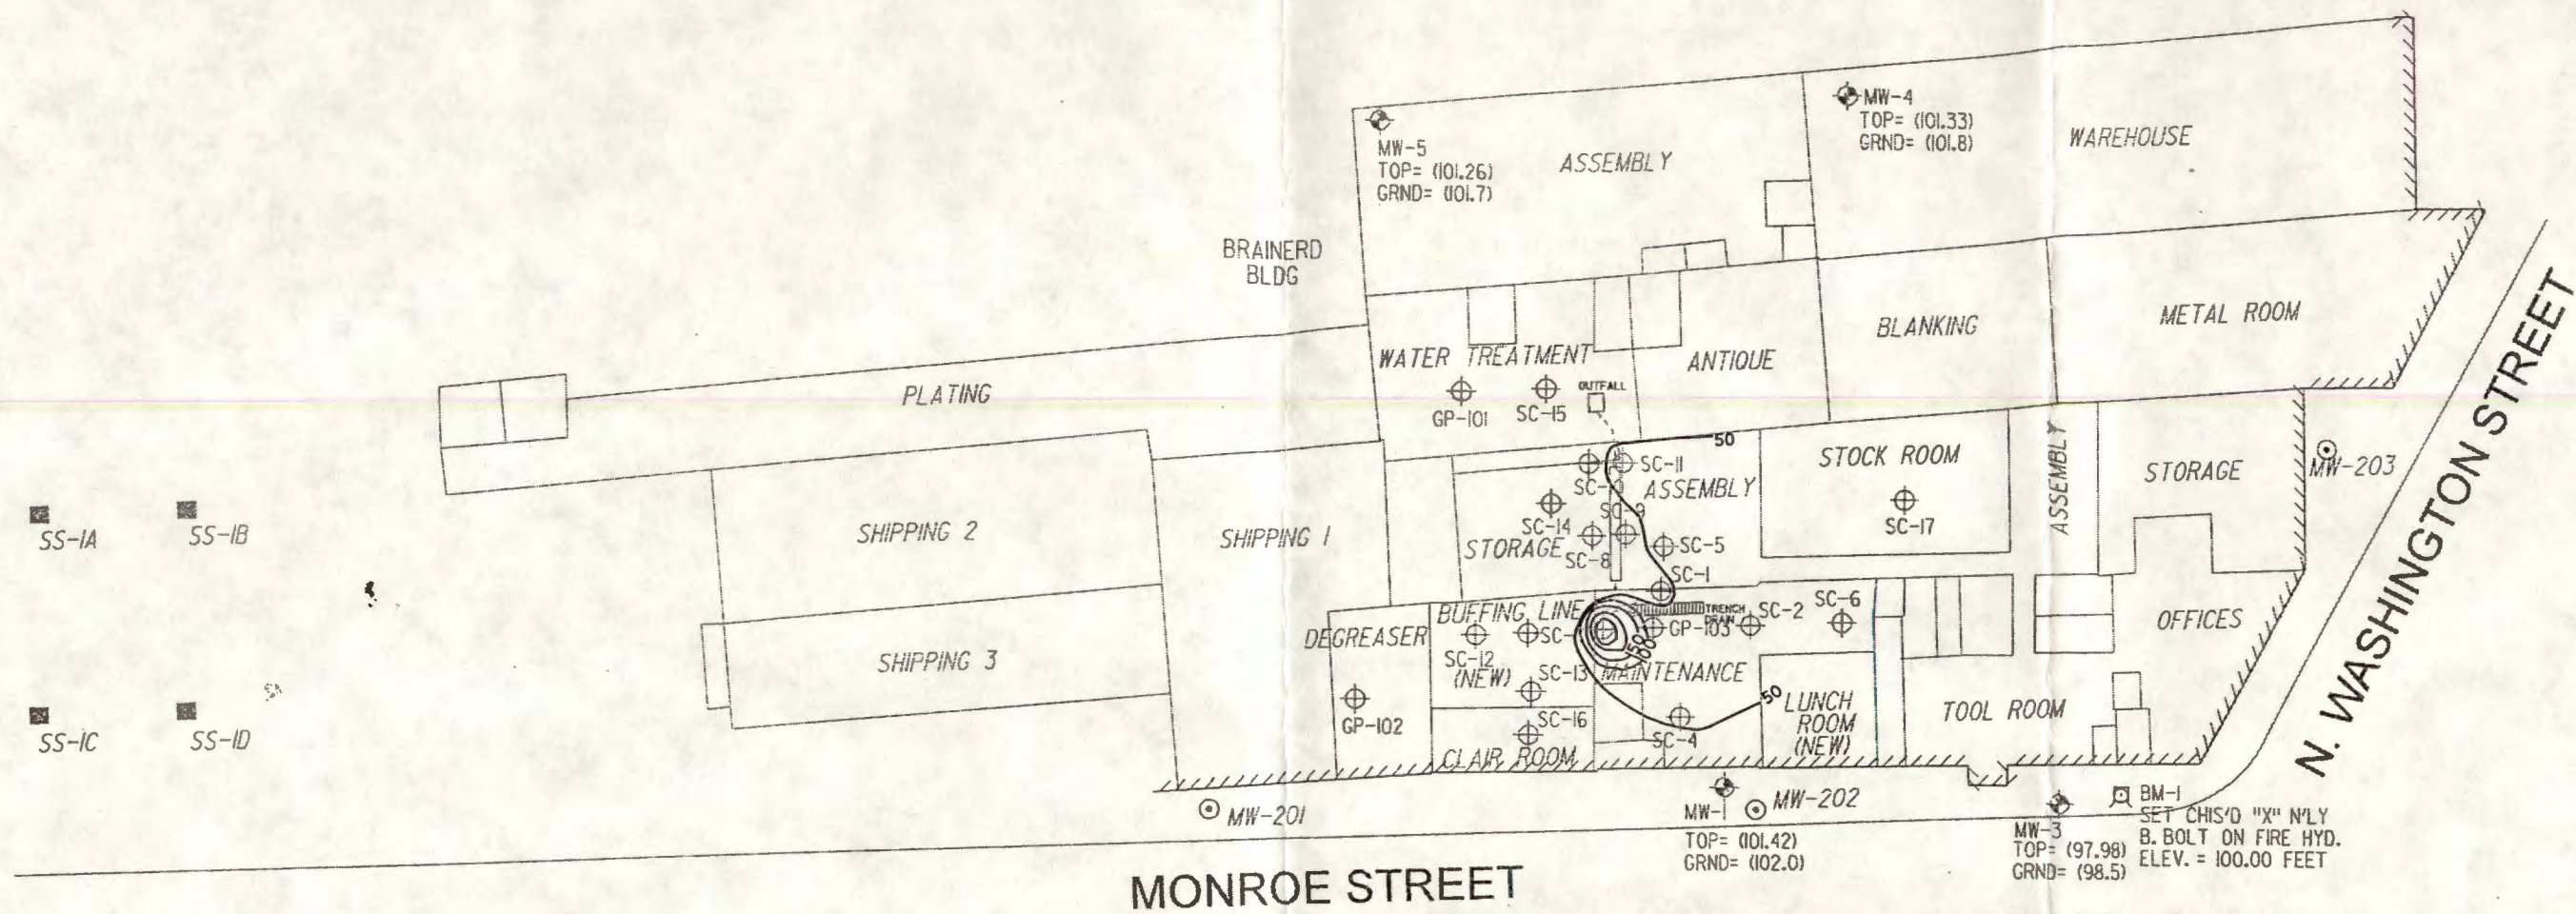 MW-4
TOP= (101.33)
GRND= (101.8)
WAREHOUSE
MW-5
TOP= (101.26)
GRND= (101.7)
ASSEMBLY
BRAINERD
BLDG
METAL ROOM
BLANKING
ANTIQUE
WATER TREATMENT
OUTFALL
GP-101
SC-15
PLATING
50
SC-11
ASSEMBLY
STOCK ROOM
SC-17
ASSEMBLY
STORAGE
MW-203
N. WASHINGTON STREET
SS-1A
SS-1B
SHIPPING 2
SHIPPING 1
SC-14
STORAGE
SC-9
SC-8
SC-5
SC-1
BUFFING LINE
TRENCH
DRAIN
SC-2
SC-6
GP-103
OFFICES
DEGREASER
SC-12
(NEW)
SC-13
150
100
MAINTENANCE
SHIPPING 3
50
LUNCH
ROOM
(NEW)
TOOL ROOM
SS-1C
SS-1D
GP-102
SC-16
SC-4
CLAIR ROOM
MW-201
MW-1
TOP= (101.42)
GRND= (102.0)
MW-202
MW-3
TOP= (97.98)
GRND= (98.5)
BM-1
SET CHIS'D "X" N'LY
B. BOLT ON FIRE HYD.
ELEV. = 100.00 FEET
MONROE STREET